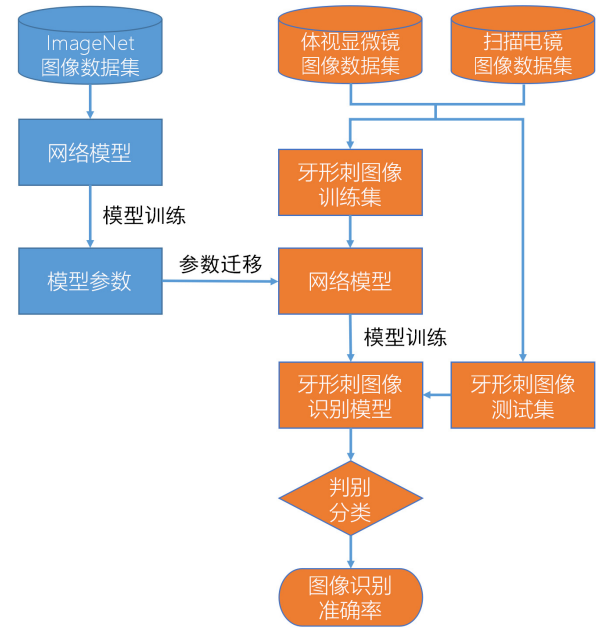 ImageNet
图像数据集
体视显微镜
图像数据集
扫描电镜
图像数据集
网络模型
牙形刺图像
训练集
模型训练
模型参数
参数迁移
网络模型
模型训练
牙形刺图像
识别模型
牙形刺图像
测试集
判别
分类
图像识别
准确率